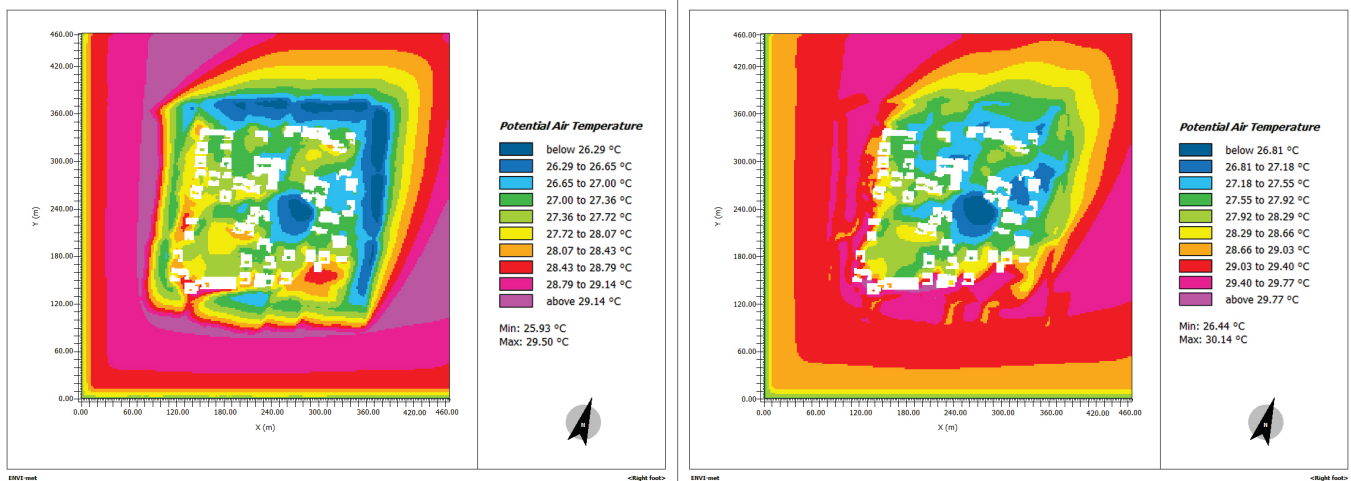 460.00
420.00
360.00
300.00
240.00
180.00
120.00
60.00
0.00
Y (m)
0.00 60.00 120.00 180.00 240.00 300.00 360.00 420.00 460.00
X (m)
Potential Air Temperature
below 26.29 °C
26.29 to 26.65 °C
26.65 to 27.00 °C
27.00 to 27.36 °C
27.36 to 27.72 °C
27.72 to 28.07 °C
28.07 to 28.43 °C
28.43 to 28.79 °C
28.79 to 29.14 °C
above 29.14 °C
Min: 25.93 °C
Max: 29.50 °C
N
ENVI-met
<Right foot>
460.00
420.00
360.00
300.00
240.00
180.00
120.00
60.00
0.00
Y (m)
0.00 60.00 120.00 180.00 240.00 300.00 360.00 420.00 460.00
X (m)
Potential Air Temperature
below 26.81 °C
26.81 to 27.18 °C
27.18 to 27.55 °C
27.55 to 27.92 °C
27.92 to 28.29 °C
28.29 to 28.66 °C
28.66 to 29.03 °C
29.03 to 29.40 °C
29.40 to 29.77 °C
above 29.77 °C
Min: 26.44 °C
Max: 30.14 °C
N
ENVI-met
<Right foot>